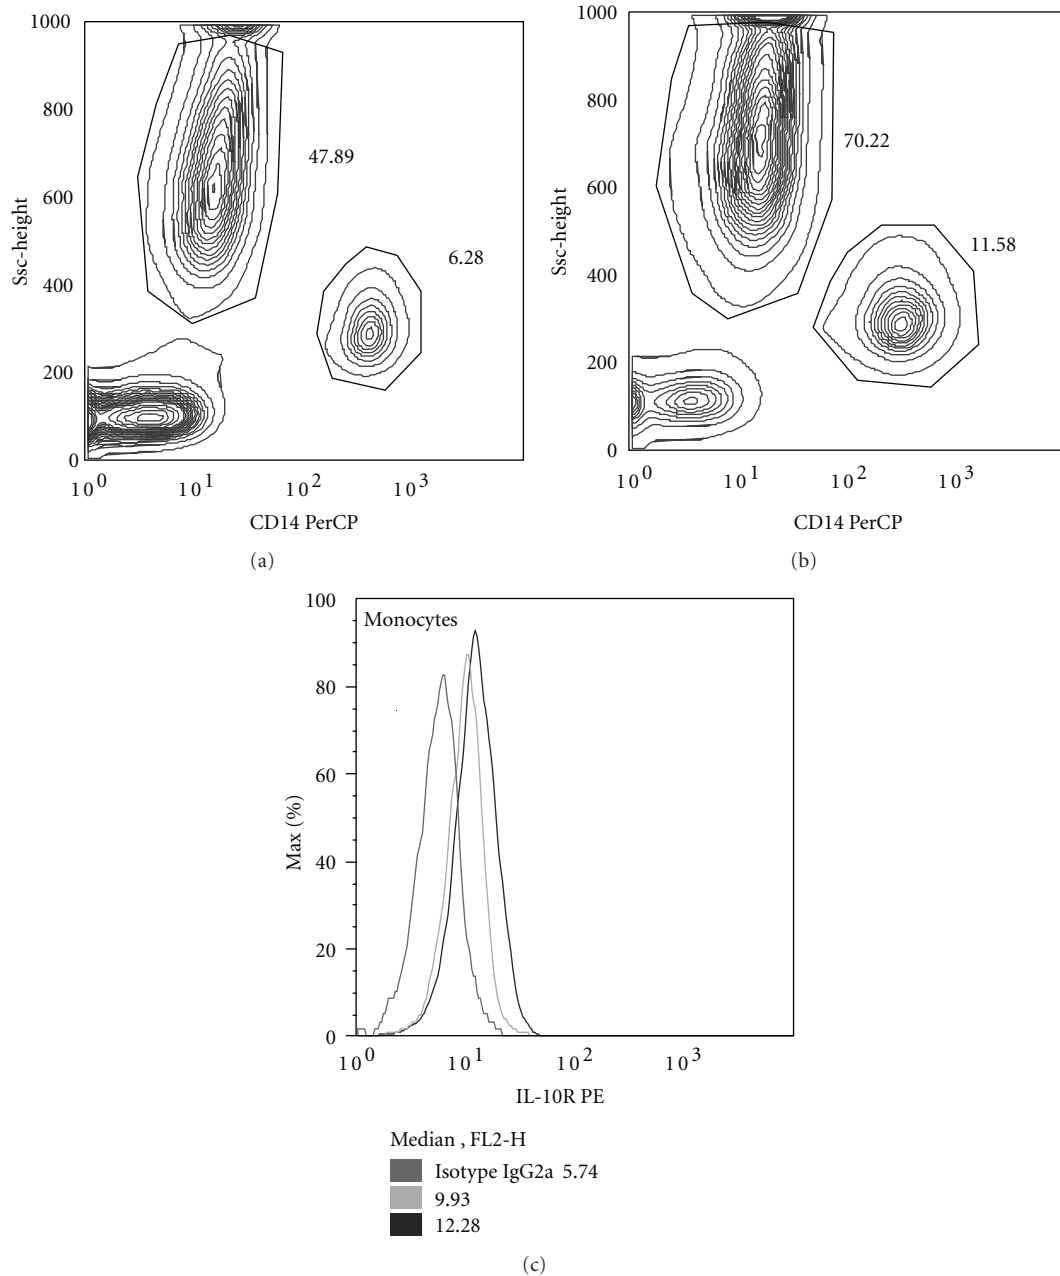 1000
800
600
400
200
0
Ssc-height
47.89
6.28
10^0 10^1 10^2 10^3
CD14 PerCP
(a)
1000
800
600
400
200
0
Ssc-height
70.22
11.58
10^0 10^1 10^2 10^3
CD14 PerCP
(b)
100
80
60
40
20
0
Max (%)
Monocytes
10^0 10^1 10^2 10^3
IL-10R PE
Median , FL2-H
Isotype IgG2a 5.74
9.93
12.28
(c)